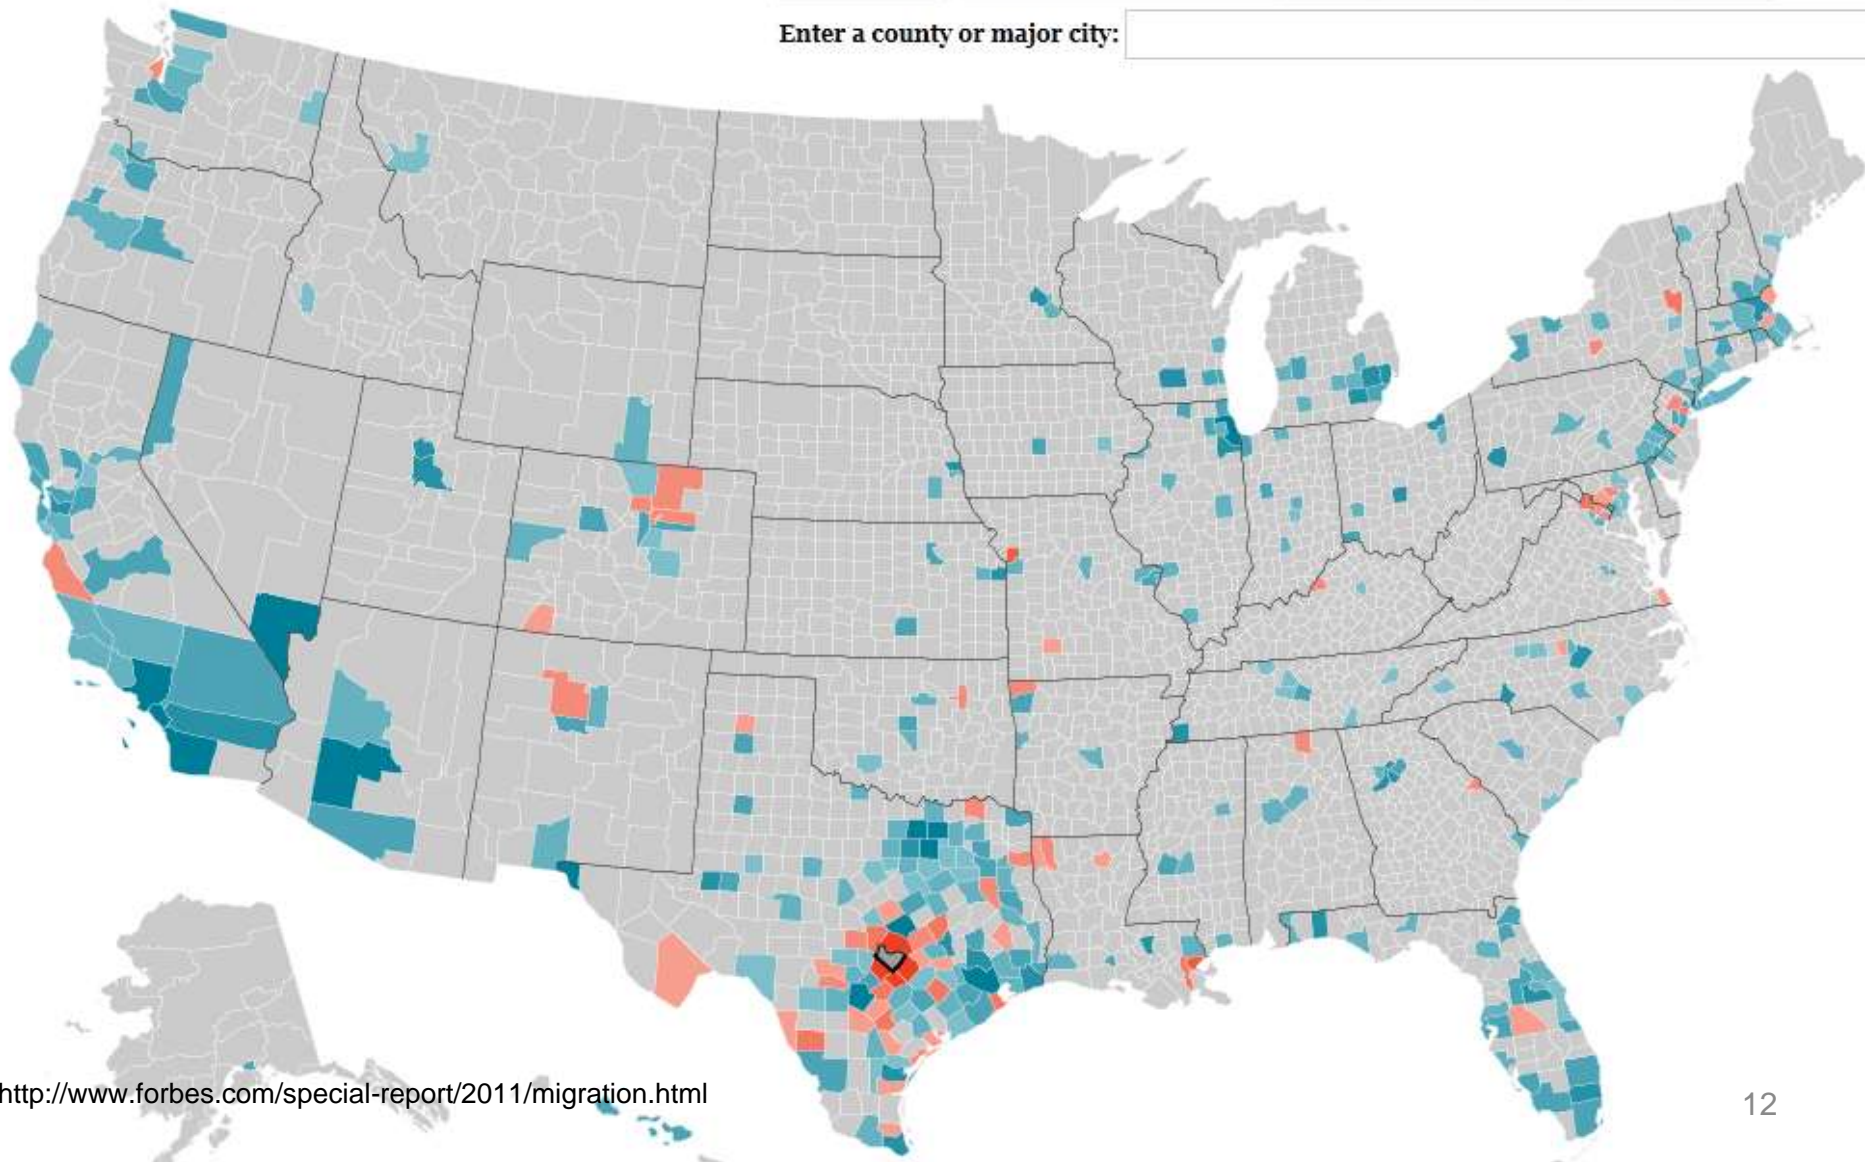 Enter a county or major city:
http://www.forbes.com/special-report/2011/migration.html
12